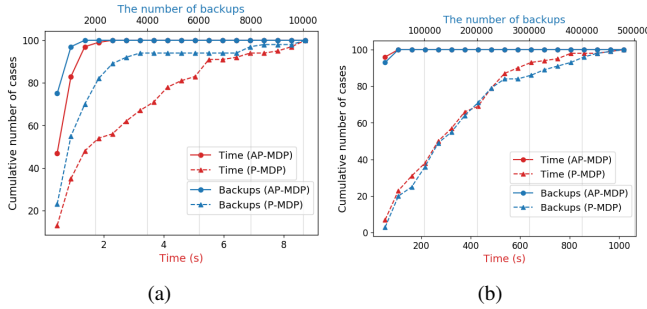 The number of backups
2000 4000 6000 8000 10000
Cumulative number of cases
100
80
60
40
20
Time (AP-MDP)
Time (P-MDP)
Backups (AP-MDP)
Backups (P-MDP)
2 4 6 8
Time (s)
(a)
The number of backups
100000 200000 300000 400000 500000
Cumulative number of cases
100
80
60
40
20
0
Time (AP-MDP)
Time (P-MDP)
Backups (AP-MDP)
Backups (P-MDP)
200 400 600 800 1000
Time (s)
(b)